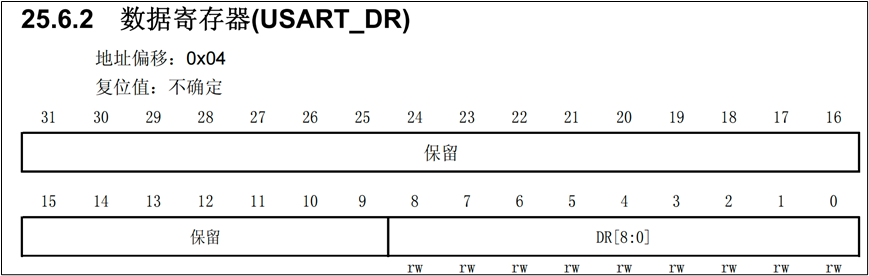 25.6.2 数据寄存器(USART_DR)
地址偏移：0x04
复位值：不确定
31 30 29 28 27 26 25 24 23 22 21 20 19 18 17 16
保留
15 14 13 12 11 10 9 8 7 6 5 4 3 2 1 0
保留 DR[8:0]
rw rw rw rw rw rw rw rw rw